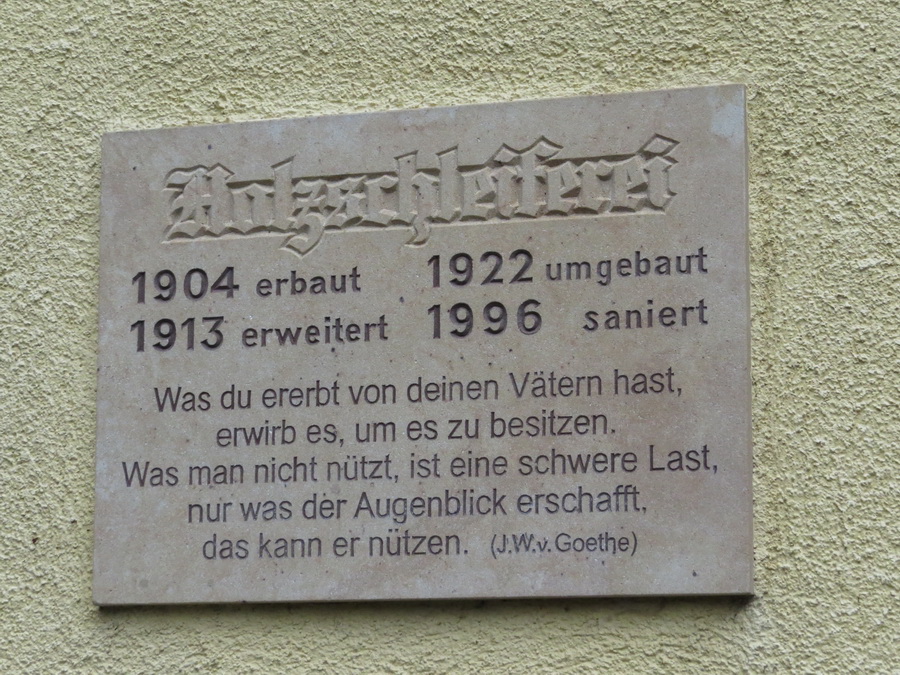 Holzschleiferei
1904 erbaut 1922 umgebaut
1913 erweitert 1996 saniert
Was du ererbt von deinen Vätern hast,
erwirb es, um es zu besitzen.
Was man nicht nützt, ist eine schwere Last,
nur was der Augenblick erschafft,
das kann er nützen. (J.W.v.Goethe)